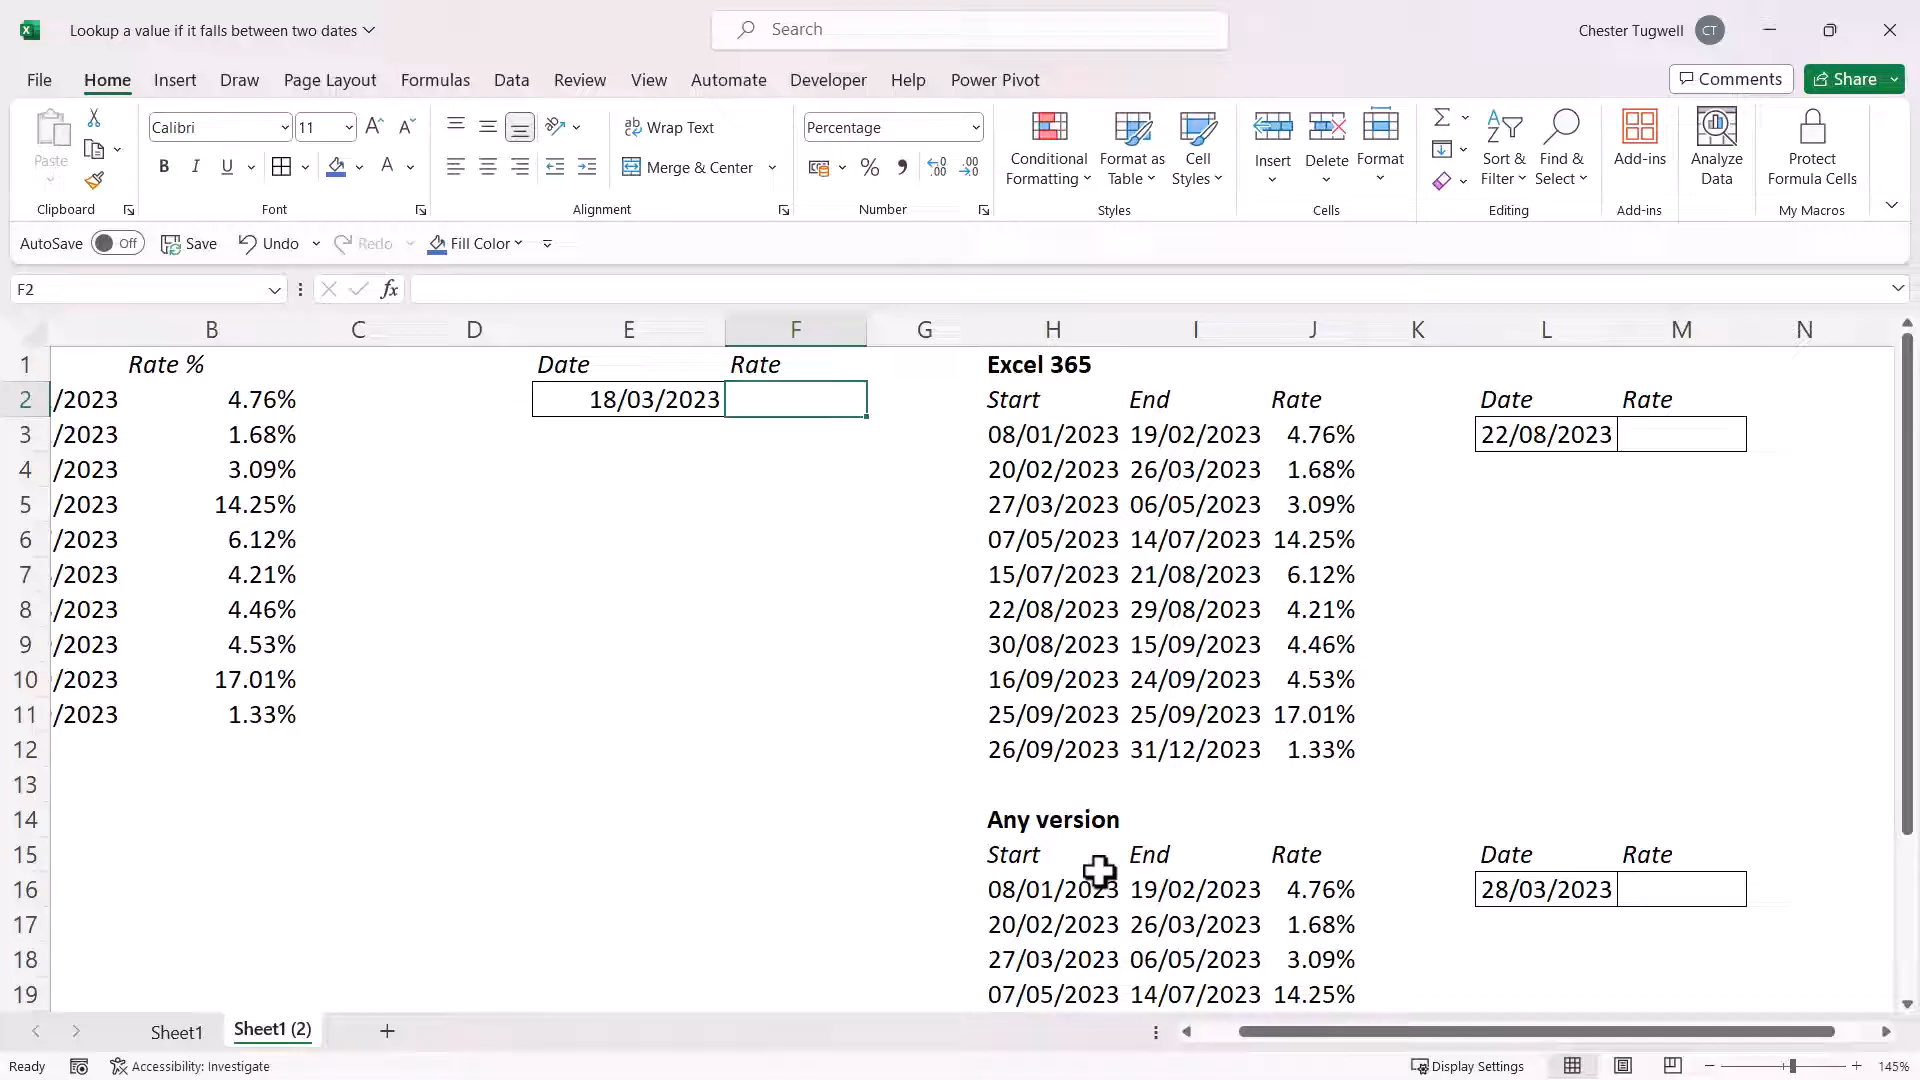 Lookup a value if it falls between two dates
Search
Chester Tugwell CT
File Home Insert Draw Page Layout Formulas Data Review View Automate Developer Help Power Pivot
Comments Share
Paste
Calibri 11
Wrap Text
Merge & Center
Percentage
Conditional Formatting
Format as Table
Cell Styles
Insert Delete Format
Sort & Filter
Find & Select
Add-ins
Analyze Data
Protect Formula Cells
Clipboard Font Alignment Number Styles Cells Editing Add-ins My Macros
AutoSave Off Save Undo Redo Fill Color
F2 fx
B C D E F G H I J K L M N
1 Rate % Date Rate Excel 365
2 /2023 4.76% 18/03/2023 Start End Rate Date Rate
3 /2023 1.68% 08/01/2023 19/02/2023 4.76% 22/08/2023
4 /2023 3.09% 20/02/2023 26/03/2023 1.68%
5 /2023 14.25% 27/03/2023 06/05/2023 3.09%
6 /2023 6.12% 07/05/2023 14/07/2023 14.25%
7 /2023 4.21% 15/07/2023 21/08/2023 6.12%
8 /2023 4.46% 22/08/2023 29/08/2023 4.21%
9 /2023 4.53% 30/08/2023 15/09/2023 4.46%
10 /2023 17.01% 16/09/2023 24/09/2023 4.53%
11 /2023 1.33% 25/09/2023 25/09/2023 17.01%
12 26/09/2023 31/12/2023 1.33%
13
14 Any version
15 Start End Rate Date Rate
16 08/01/2023 19/02/2023 4.76% 28/03/2023
17 20/02/2023 26/03/2023 1.68%
18 27/03/2023 06/05/2023 3.09%
19 07/05/2023 14/07/2023 14.25%
Sheet1 Sheet1 (2)
Ready Accessibility: Investigate Display Settings 145%